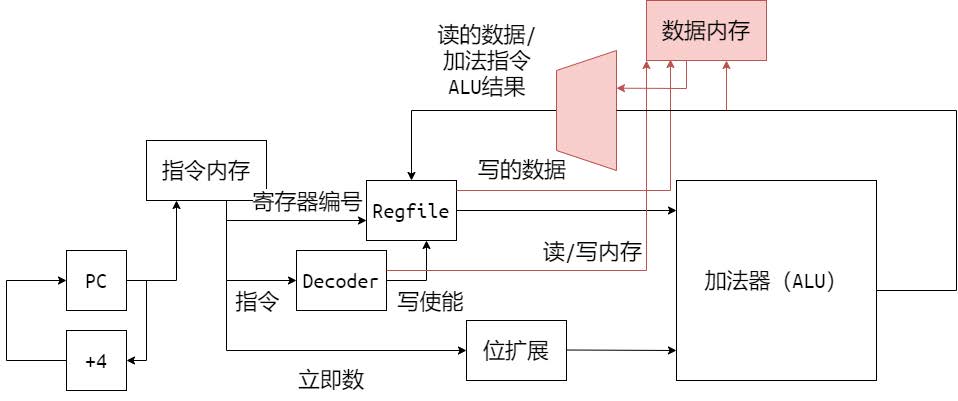 读的数据/
加法指令
ALU结果
数据内存
指令内存
写的数据
寄存器编号
Regfile
读/写内存
PC
Decoder
加法器（ALU）
指令
写使能
+4
位扩展
立即数